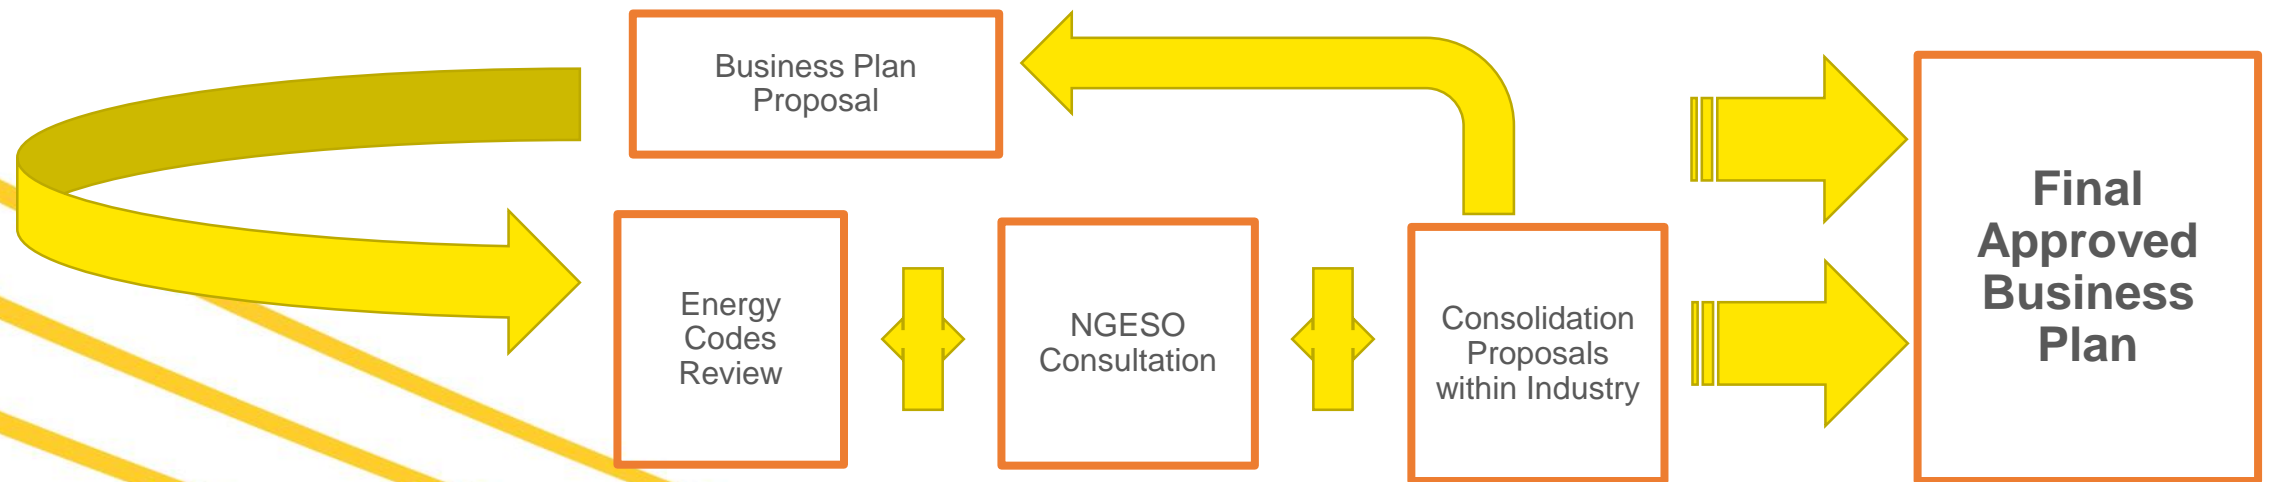 Business Plan
Proposal
Energy
Codes
Review
NGESO
Consultation
Consolidation
Proposals
within Industry
Final
Approved
Business
Plan